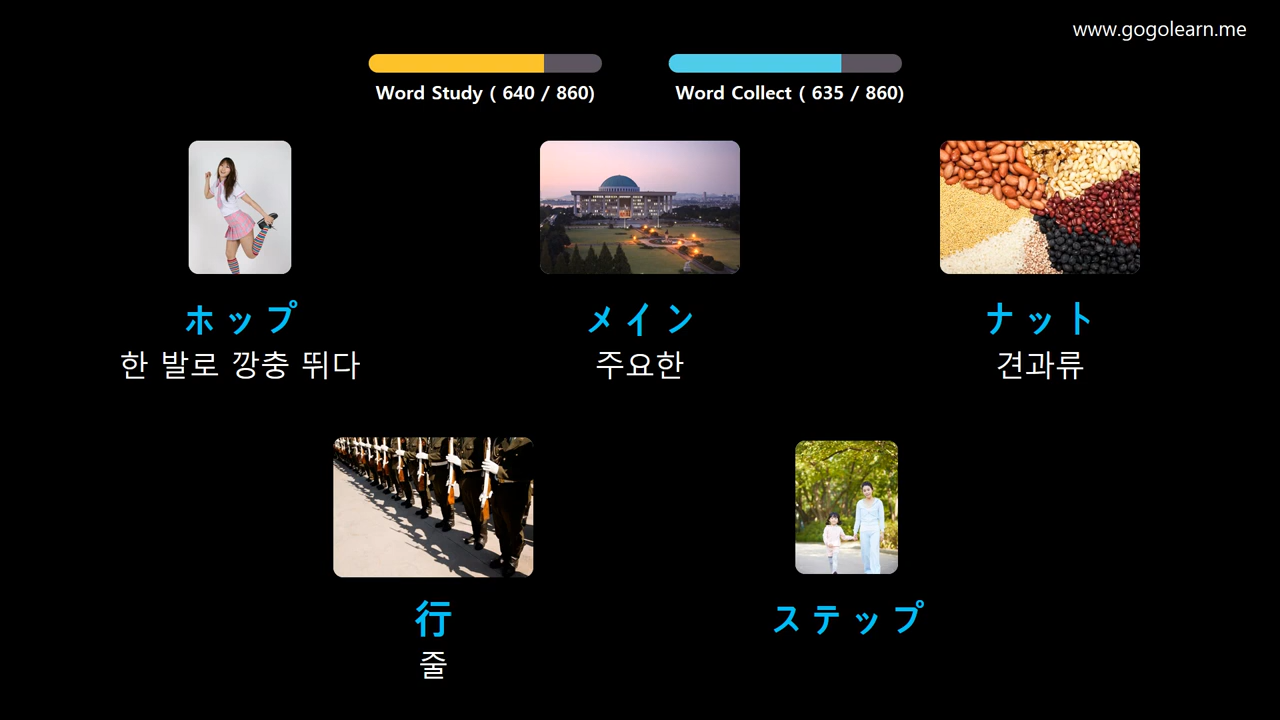 www.gogolearn.me
Word Study ( 640 / 860)
Word Collect ( 635 / 860)
ホップ
한 발로 깡충 뛰다
メイン
주요한
ナット
견과류
行
줄
ステップ